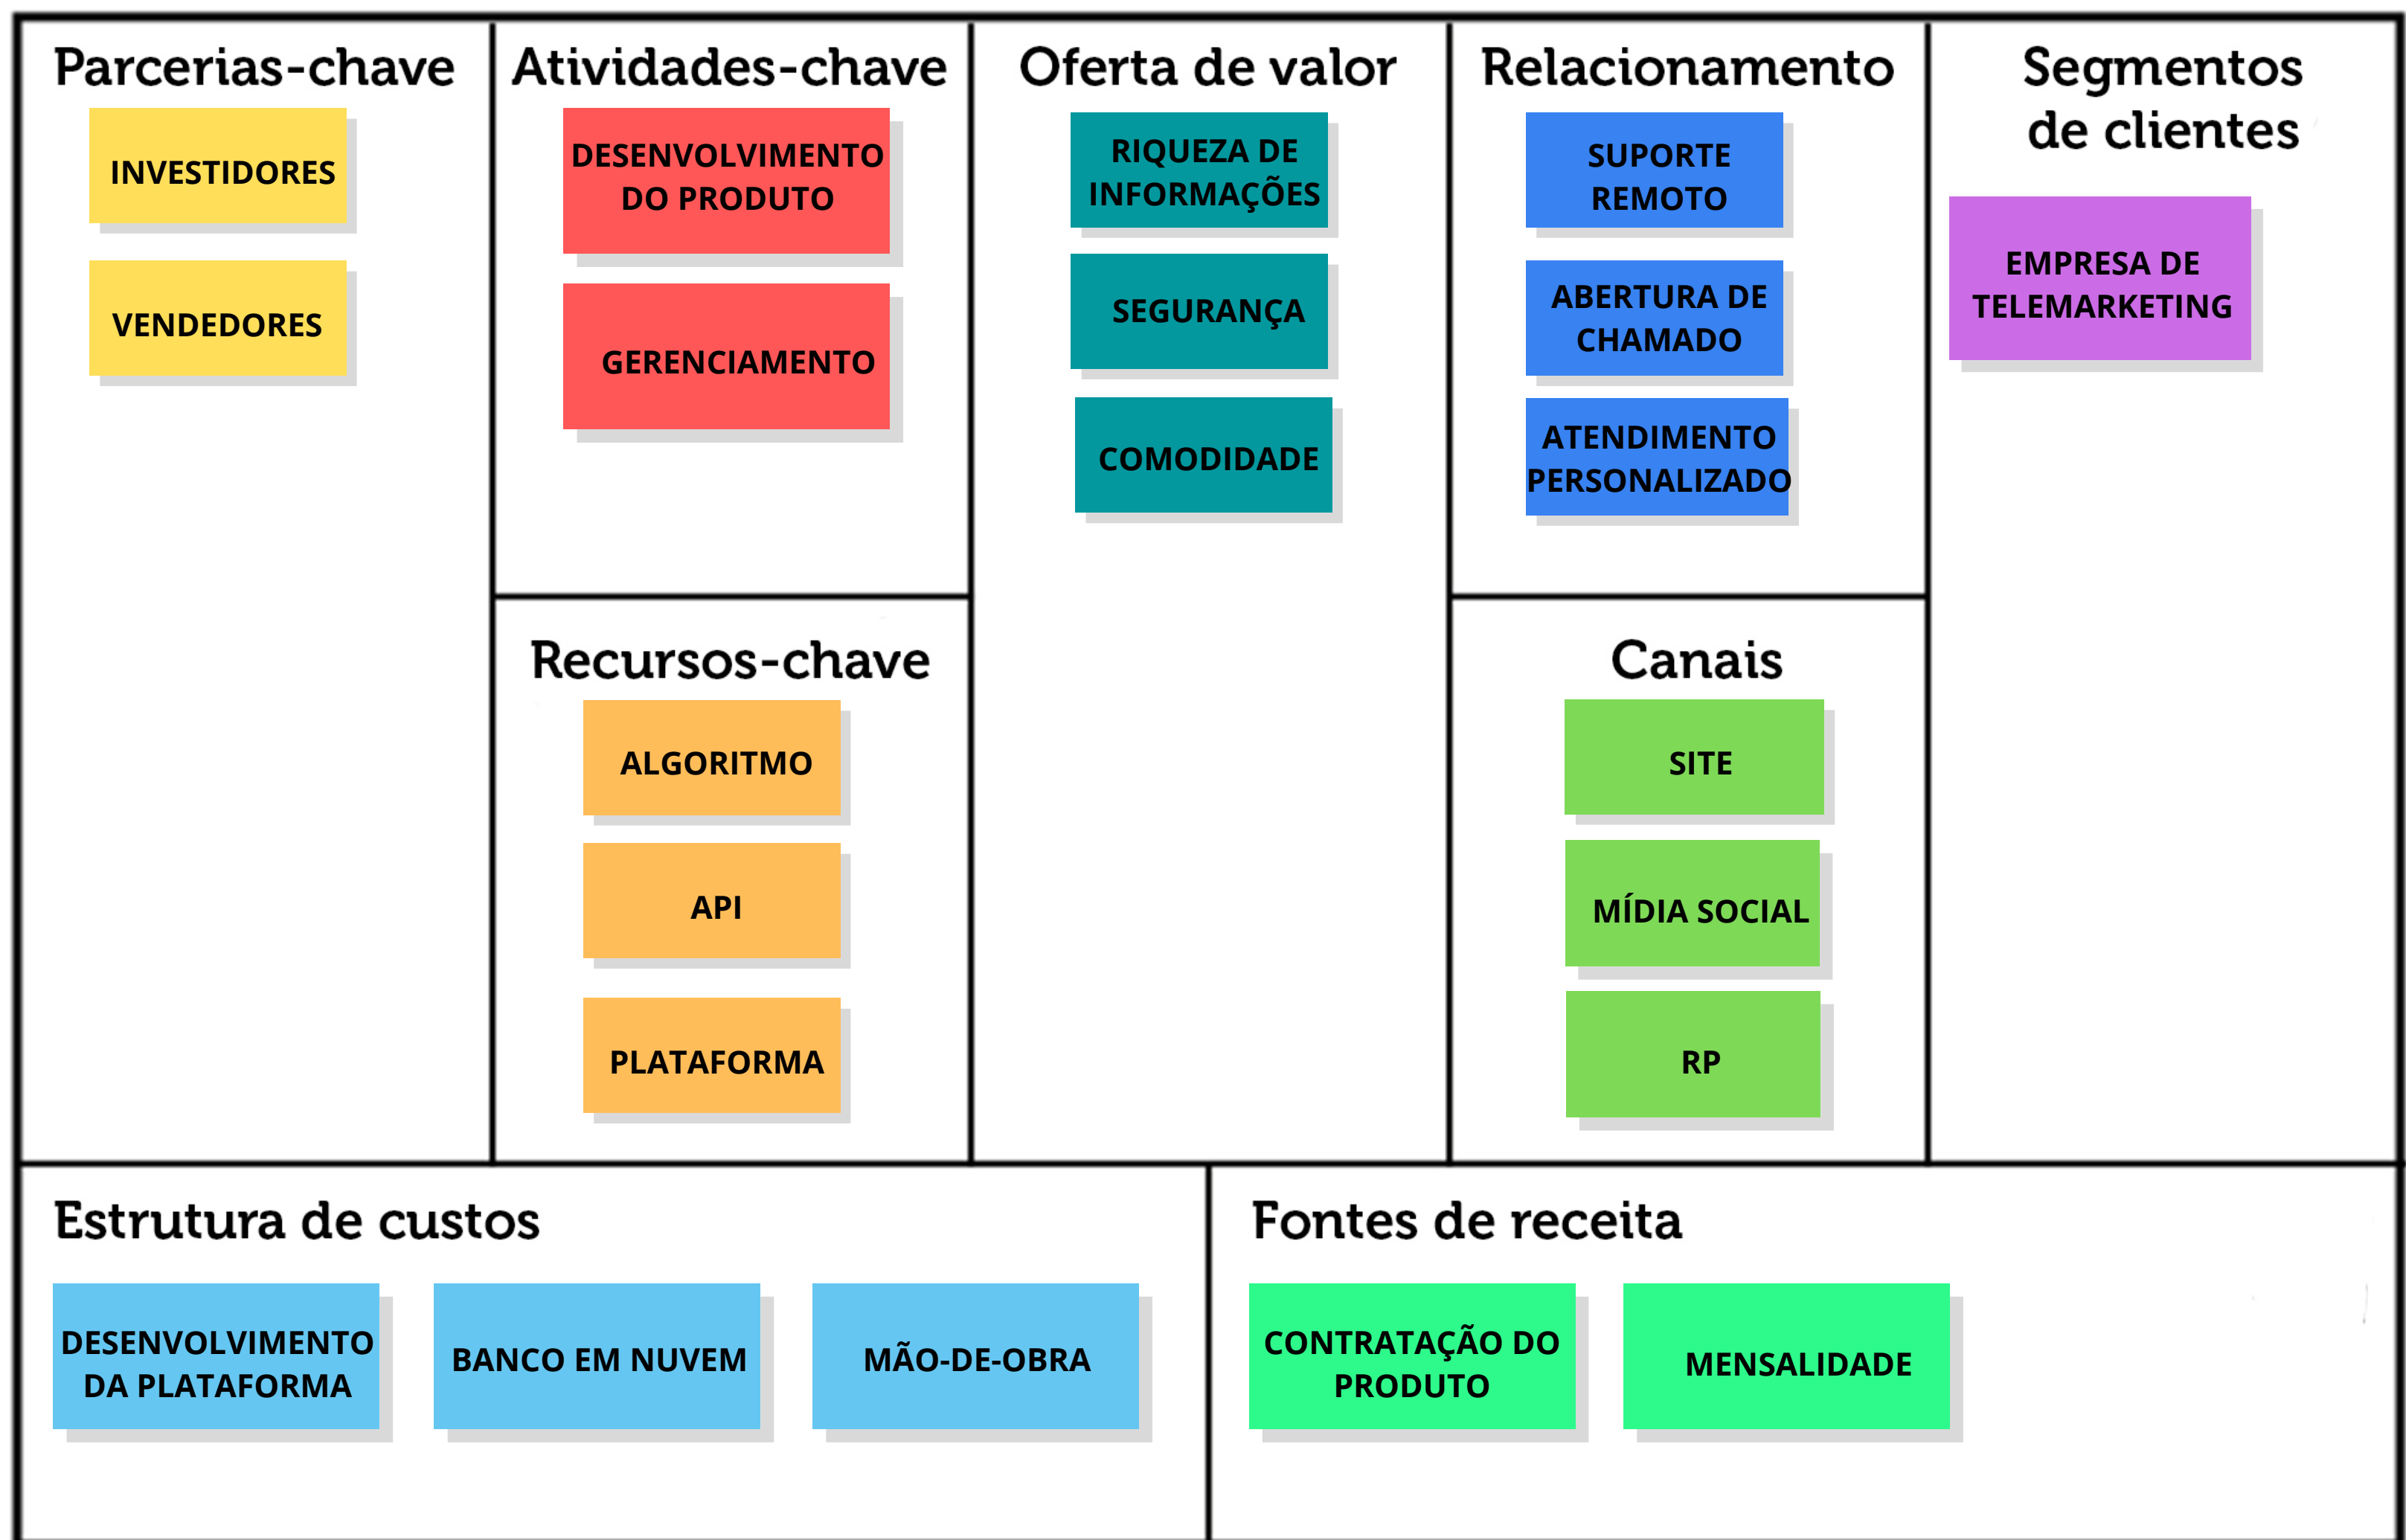 Parcerias-chave
INVESTIDORES
VENDEDORES
Atividades-chave
DESENVOLVIMENTO
DO PRODUTO
GERENCIAMENTO
Recursos-chave
ALGORITMO
API
PLATAFORMA
Oferta de valor
RIQUEZA DE
INFORMAÇÕES
SEGURANÇA
COMODIDADE
Relacionamento
SUPORTE
REMOTO
ABERTURA DE
CHAMADO
ATENDIMENTO
PERSONALIZADO
Canais
SITE
MÍDIA SOCIAL
RP
Segmentos
de clientes
EMPRESA DE
TELEMARKETING
Estrutura de custos
DESENVOLVIMENTO
DA PLATAFORMA
BANCO EM NUVEM
MÃO-DE-OBRA
Fontes de receita
CONTRATAÇÃO DO
PRODUTO
MENSALIDADE